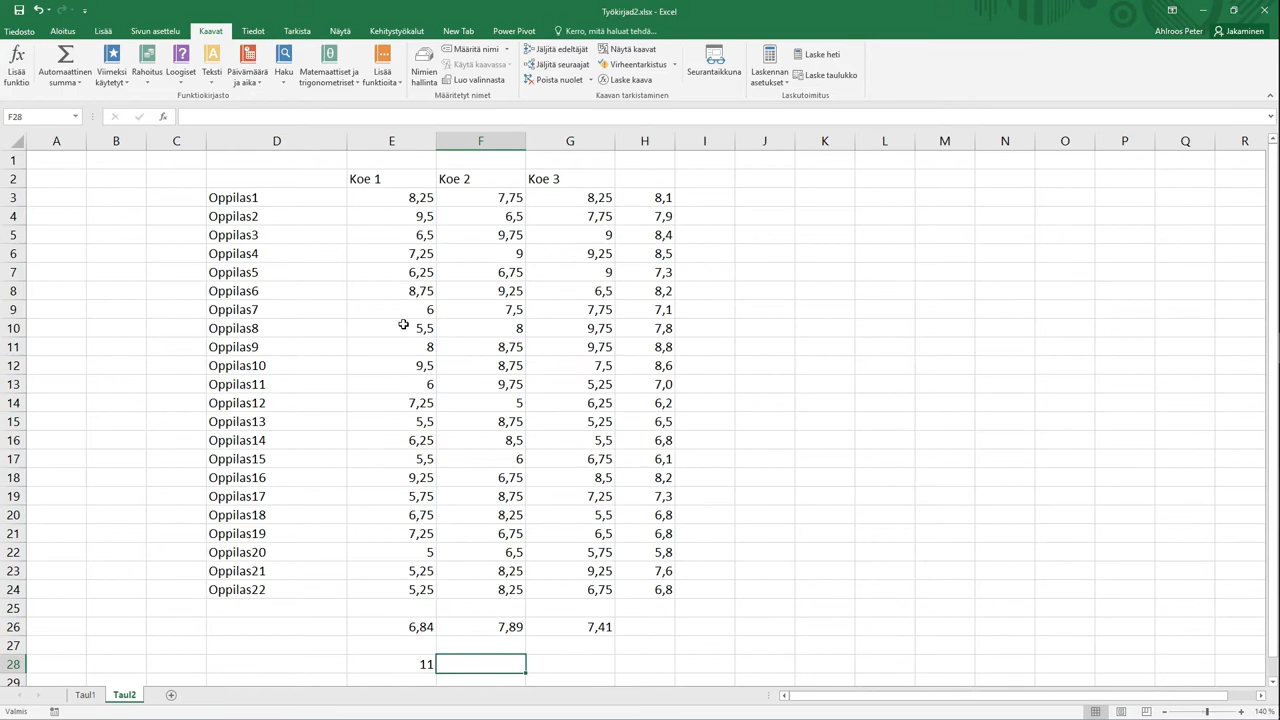 Työkirjad2.xlsx - Excel
Tiedosto Aloitus Lisää Sivun asettelu Kaavat Tiedot Tarkista Näytä Kehitystyökalut New Tab Power Pivot Kerro, mitä haluat tehdä... Ahlroos Peter Jakaminen
Lisää funktio
Automaattinen summa
Viimeksi käytetty
Rahoitus
Loogiset
Teksti
Päivämäärä ja aika
Haku
Matemaattiset ja trigonometriset
Lisää funktioita
Funktiokirjasto
Nimien hallinta
Määritä nimi
Käytä kaavassa
Luo valinnasta
Määritetyt nimet
Jäljitä edeltäjät
Jäljitä seuraajat
Poista nuolet
Näytä kaavat
Virheentarkistus
Laske kaava
Kaavan tarkistaminen
Seurantaikkuna
Laskennan asetukset
Laske heti
Laske taulukko
Laskutoimitus
F28 fx
A B C D E F G H I J K L M N O P Q R
1
2 Koe 1 Koe 2 Koe 3
3 Oppilas1 8,25 7,75 8,25 8,1
4 Oppilas2 9,5 6,5 7,75 7,9
5 Oppilas3 6,5 9,75 9 8,4
6 Oppilas4 7,25 9 9,25 8,5
7 Oppilas5 6,25 6,75 9 7,3
8 Oppilas6 8,75 9,25 6,5 8,2
9 Oppilas7 6 7,5 7,75 7,1
10 Oppilas8 5,5 8 9,75 7,8
11 Oppilas9 8 8,75 9,75 8,8
12 Oppilas10 9,5 8,75 7,5 8,6
13 Oppilas11 6 9,75 5,25 7,0
14 Oppilas12 7,25 5 6,25 6,2
15 Oppilas13 5,5 8,75 5,25 6,5
16 Oppilas14 6,25 8,5 5,5 6,8
17 Oppilas15 5,5 6 6,75 6,1
18 Oppilas16 9,25 6,75 8,5 8,2
19 Oppilas17 5,75 8,75 7,25 7,3
20 Oppilas18 6,75 8,25 5,5 6,8
21 Oppilas19 7,25 6,75 6,5 6,8
22 Oppilas20 5 6,5 5,75 5,8
23 Oppilas21 5,25 8,25 9,25 7,6
24 Oppilas22 5,25 8,25 6,75 6,8
25
26 6,84 7,89 7,41
27
28 11
29
Taul1 Taul2
Valmis 140 %